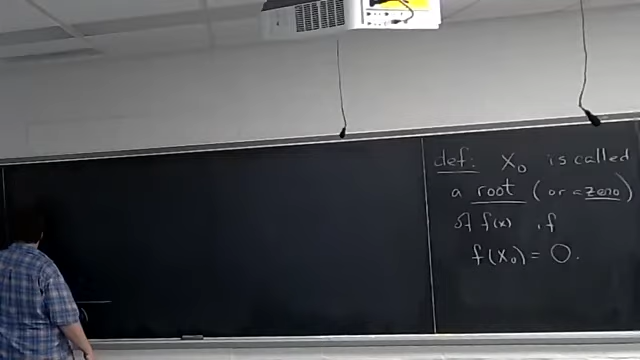 def: X₀ is called
a root (or a zero)
of f(x) if
f(X₀) = 0.